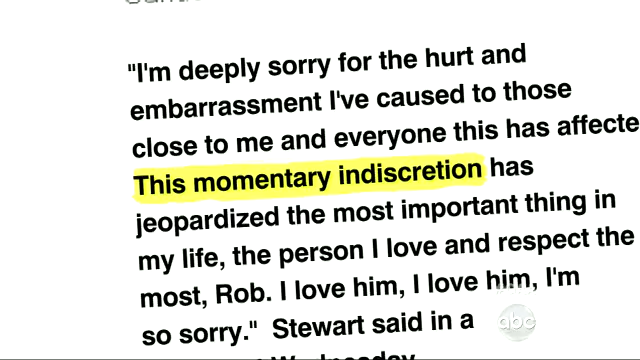 "I'm deeply sorry for the hurt and
embarrassment I've caused to those
close to me and everyone this has affecte
This momentary indiscretion has
jeopardized the most important thing in
my life, the person I love and respect the
most, Rob. I love him, I love him, I'm
so sorry." Stewart said in a
Wednesday
abc